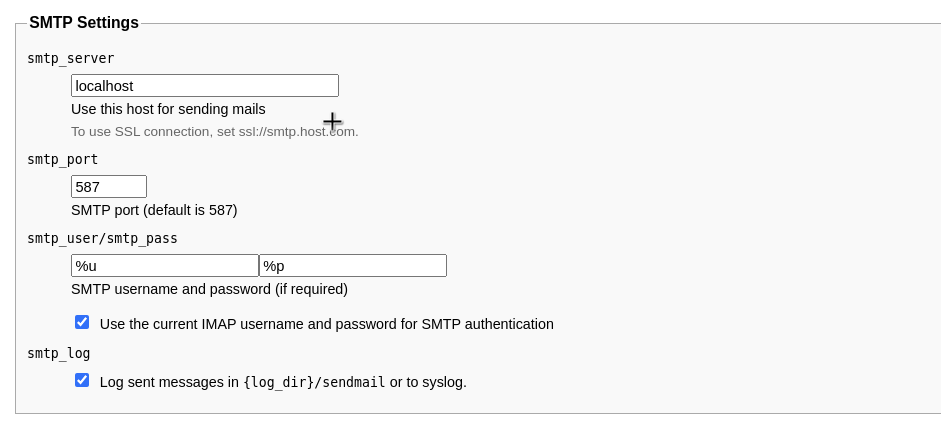 SMTP Settings
smtp_server
localhost
Use this host for sending mails
To use SSL connection, set ssl://smtp.host.com.
smtp_port
587
SMTP port (default is 587)
smtp_user/smtp_pass
%u %p
SMTP username and password (if required)
Use the current IMAP username and password for SMTP authentication
smtp_log
Log sent messages in {log_dir}/sendmail or to syslog.